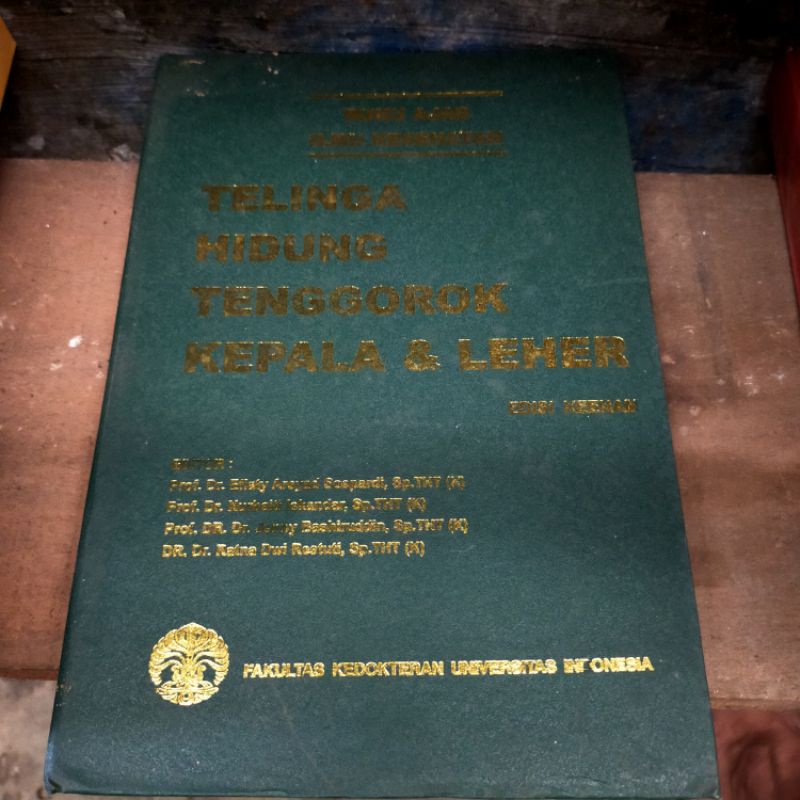 BUKU AJAR
ILMU KESEHATAN
TELINGA
HIDUNG
TENGGOROK
KEPALA & LEHER
EDISI KEENAM
EDITOR :
Prof. Dr. Efiaty Arsyad Soepardi, Sp.THT (K)
Prof. Dr. Nurbaiti Iskandar, Sp.THT (K)
Prof. DR. Dr. Jenny Bashiruddin, Sp.THT (K)
DR. Dr. Ratna Dwi Restuti, Sp.THT (K)
FAKULTAS KEDOKTERAN UNIVERSITAS INDONESIA